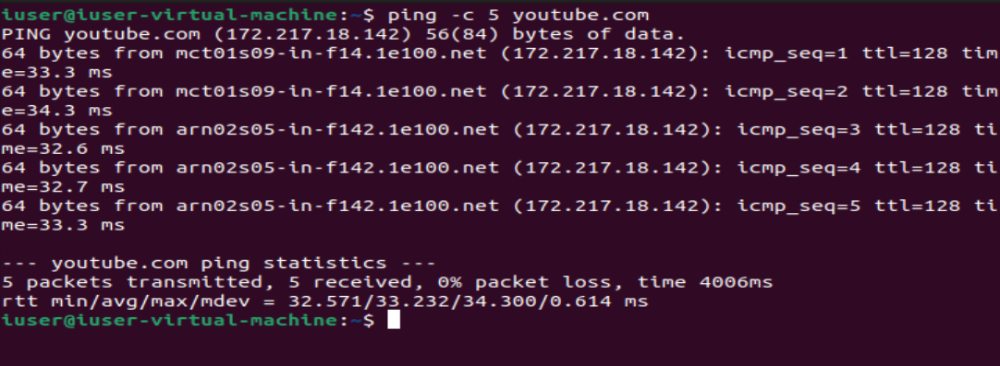 iuser@iuser-virtual-machine:~$ ping -c 5 youtube.com
PING youtube.com (172.217.18.142) 56(84) bytes of data.
64 bytes from mct01s09-in-f14.1e100.net (172.217.18.142): icmp_seq=1 ttl=128 tim
e=33.3 ms
64 bytes from mct01s09-in-f14.1e100.net (172.217.18.142): icmp_seq=2 ttl=128 tim
e=34.3 ms
64 bytes from arn02s05-in-f142.1e100.net (172.217.18.142): icmp_seq=3 ttl=128 ti
me=32.6 ms
64 bytes from arn02s05-in-f142.1e100.net (172.217.18.142): icmp_seq=4 ttl=128 ti
me=32.7 ms
64 bytes from arn02s05-in-f142.1e100.net (172.217.18.142): icmp_seq=5 ttl=128 ti
me=33.3 ms

--- youtube.com ping statistics ---
5 packets transmitted, 5 received, 0% packet loss, time 4006ms
rtt min/avg/max/mdev = 32.571/33.232/34.300/0.614 ms
iuser@iuser-virtual-machine:~$